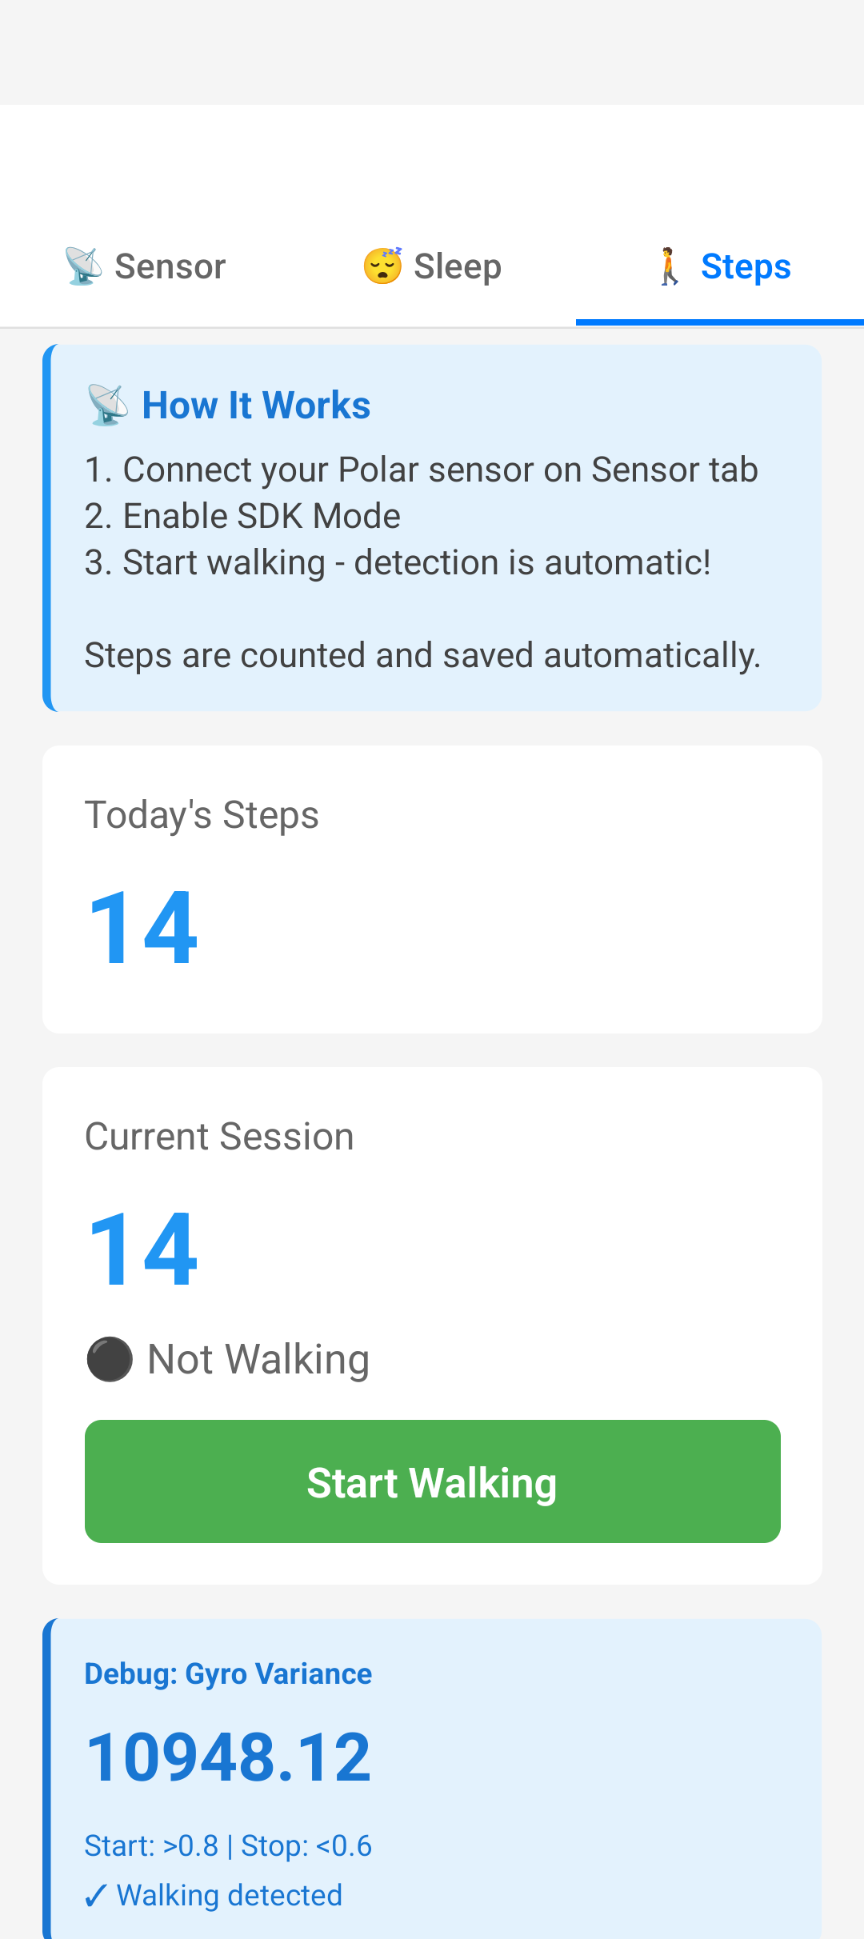 📡 Sensor
😴 Sleep
🚶 Steps
📡 How It Works
1. Connect your Polar sensor on Sensor tab
2. Enable SDK Mode
3. Start walking - detection is automatic!
Steps are counted and saved automatically.
Today's Steps
14
Current Session
14
⚫ Not Walking
Start Walking
Debug: Gyro Variance
10948.12
Start: >0.8 | Stop: <0.6
✓ Walking detected